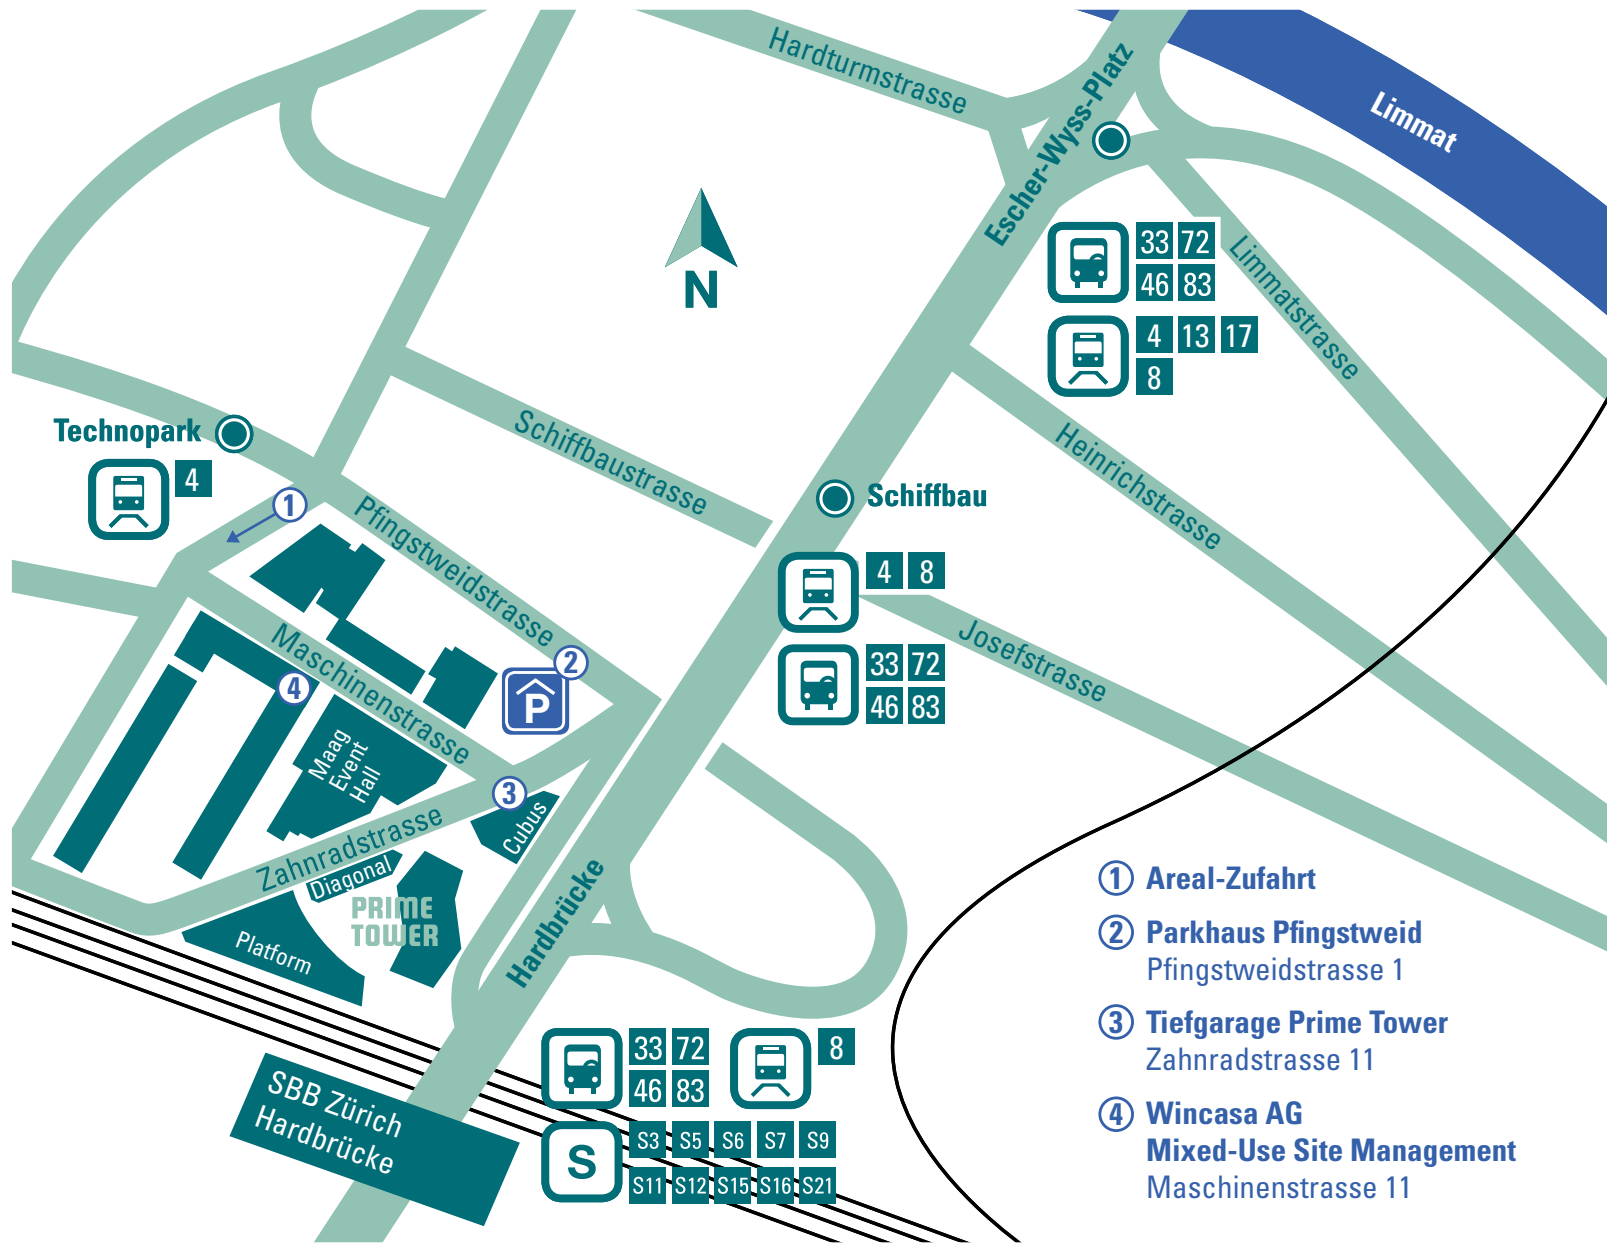 Hardturmstrasse
Escher-Wyss-Platz
Limmat
N
33 72
46 83
4 13 17
8
Limmatstrasse
Technopark
4
1
Pfingstweidstrasse
Schiffbaustrasse
Schiffbau
4 8
33 72
46 83
Heinrichstrasse
Josefstrasse
Maschinenstrasse
2
P
4
Maag
Event
Hall
3
Cubus
Zahnradstrasse
Diagonal
PRIME
TOWER
Platform
Hardbrücke
SBB Zürich
Hardbrücke
33 72
46 83
8
S
S3 S5 S6 S7 S9
S11 S12 S15 S16 S21
1 Areal-Zufahrt
2 Parkhaus Pfingstweid
Pfingstweidstrasse 1
3 Tiefgarage Prime Tower
Zahnradstrasse 11
4 Wincasa AG
Mixed-Use Site Management
Maschinenstrasse 11